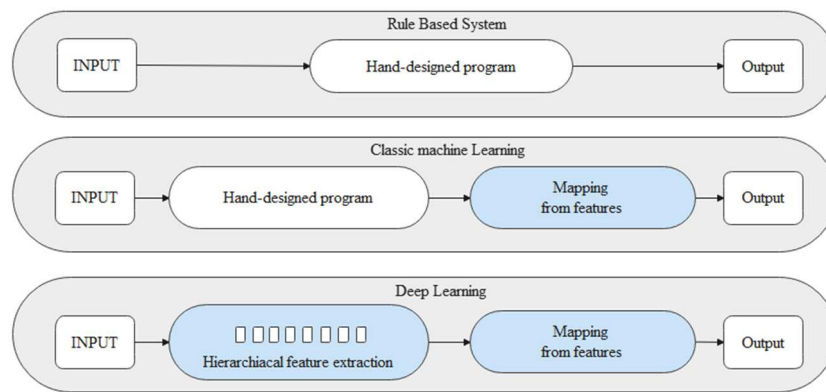 Rule Based System
INPUT
Hand-designed program
Output
Classic machine Learning
INPUT
Hand-designed program
Mapping
from features
Output
Deep Learning
INPUT
Hierarchiacal feature extraction
Mapping
from features
Output